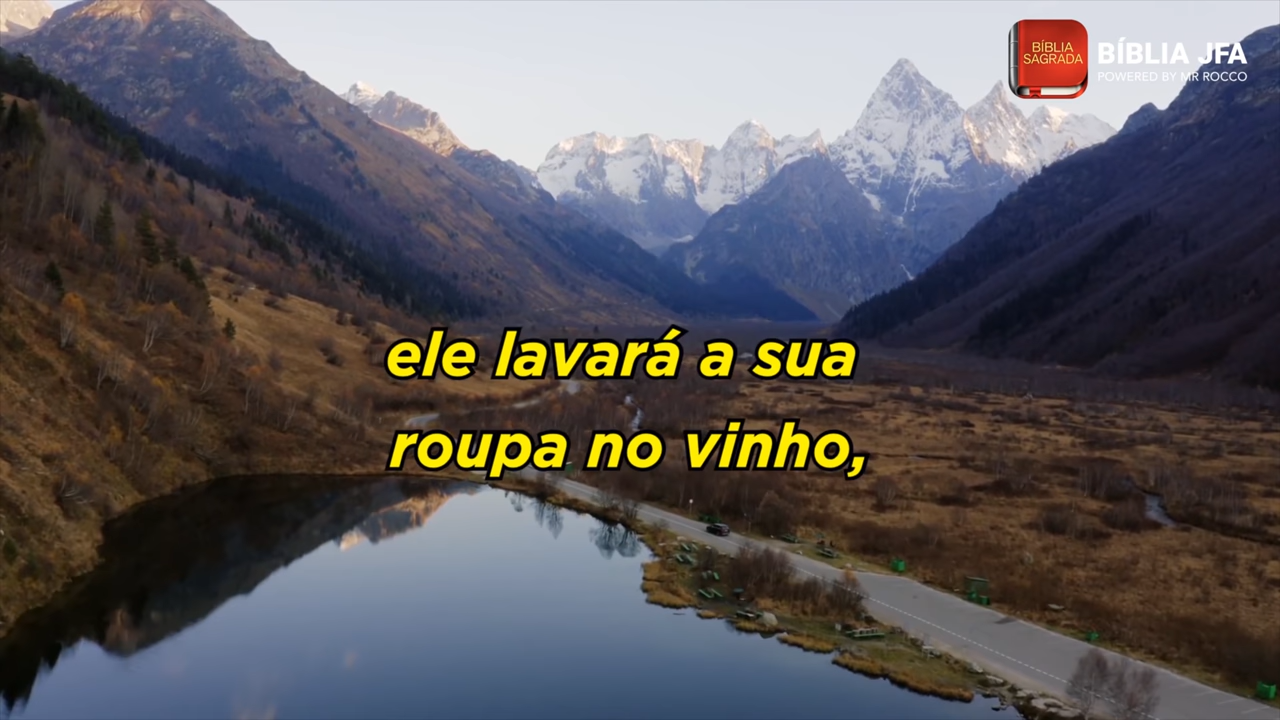 BÍBLIA
SAGRADA
BÍBLIA JFA
POWERED BY MR ROCCO
ele lavará a sua
roupa no vinho,